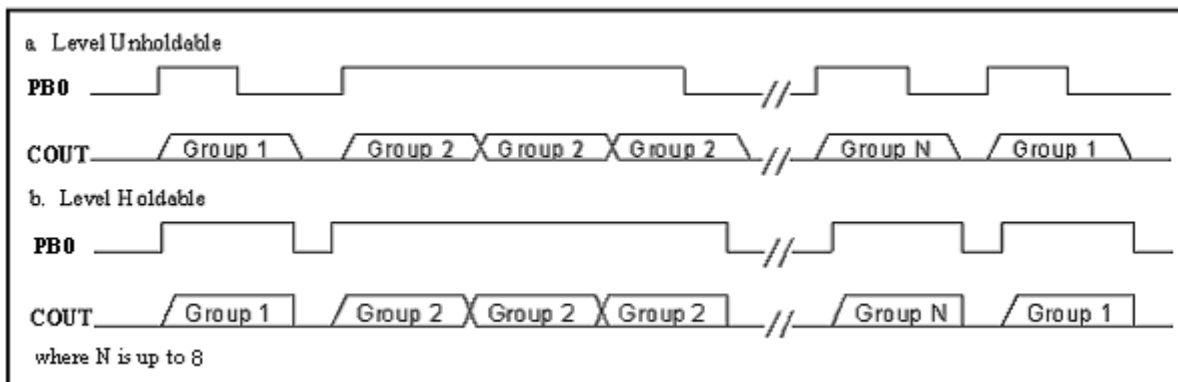 a. Level Unholdable
PB0
COUT Group 1 Group 2 Group 2 Group 2 Group N Group 1
b. Level Holdable
PB0
COUT Group 1 Group 2 Group 2 Group 2 Group N Group 1
where N is up to 8